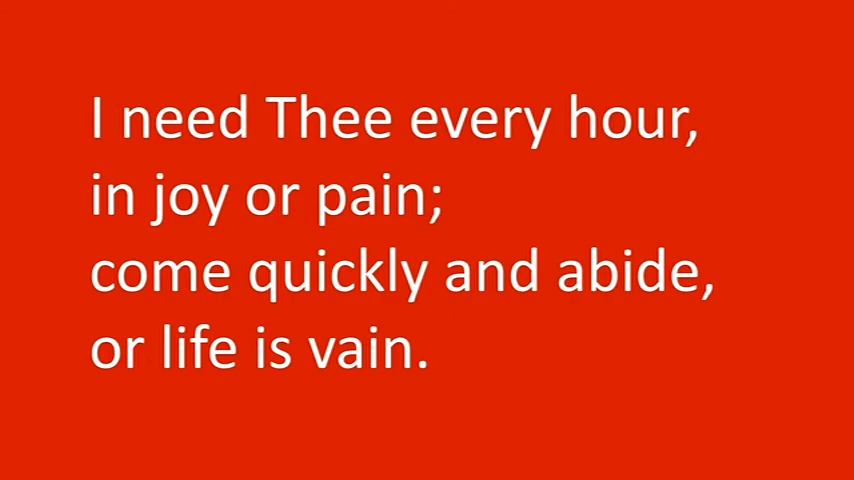 I need Thee every hour,
in joy or pain;
come quickly and abide,
or life is vain.